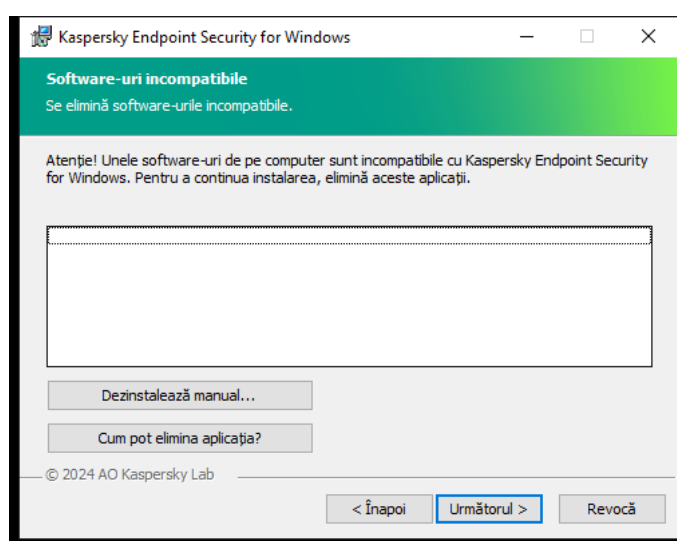 Kaspersky Endpoint Security for Windows
Software-uri incompatibile
Se elimină software-urile incompatibile.
Atenție! Unele software-uri de pe computer sunt incompatibile cu Kaspersky Endpoint Security
for Windows. Pentru a continua instalarea, elimină aceste aplicații.
Dezinstalează manual...
Cum pot elimina aplicația?
© 2024 AO Kaspersky Lab
< Înapoi
Următorul >
Revocă